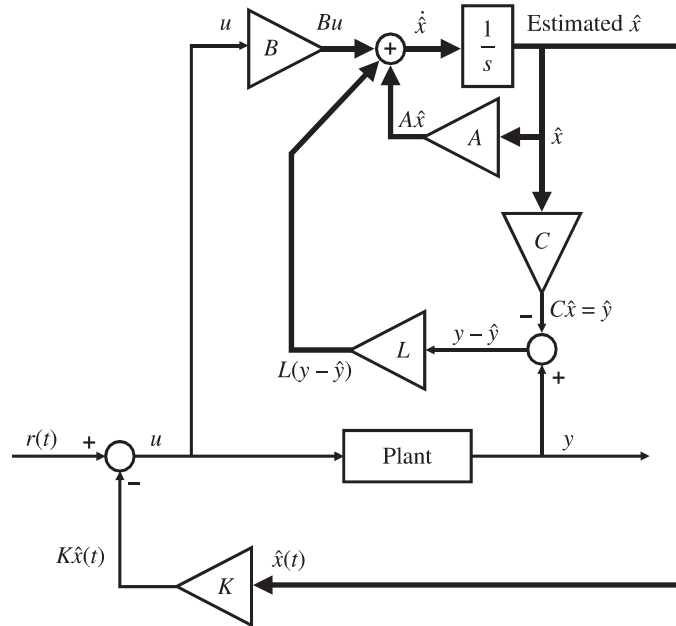 u
B
Bu
+
ẋ̂
1/s
Estimated x̂
Ax̂
A
x̂
C
− Cx̂ = ŷ
y − ŷ
L
L(y − ŷ)
+
r(t)
+
u
−
Plant
y
Kx̂(t)
K
x̂(t)